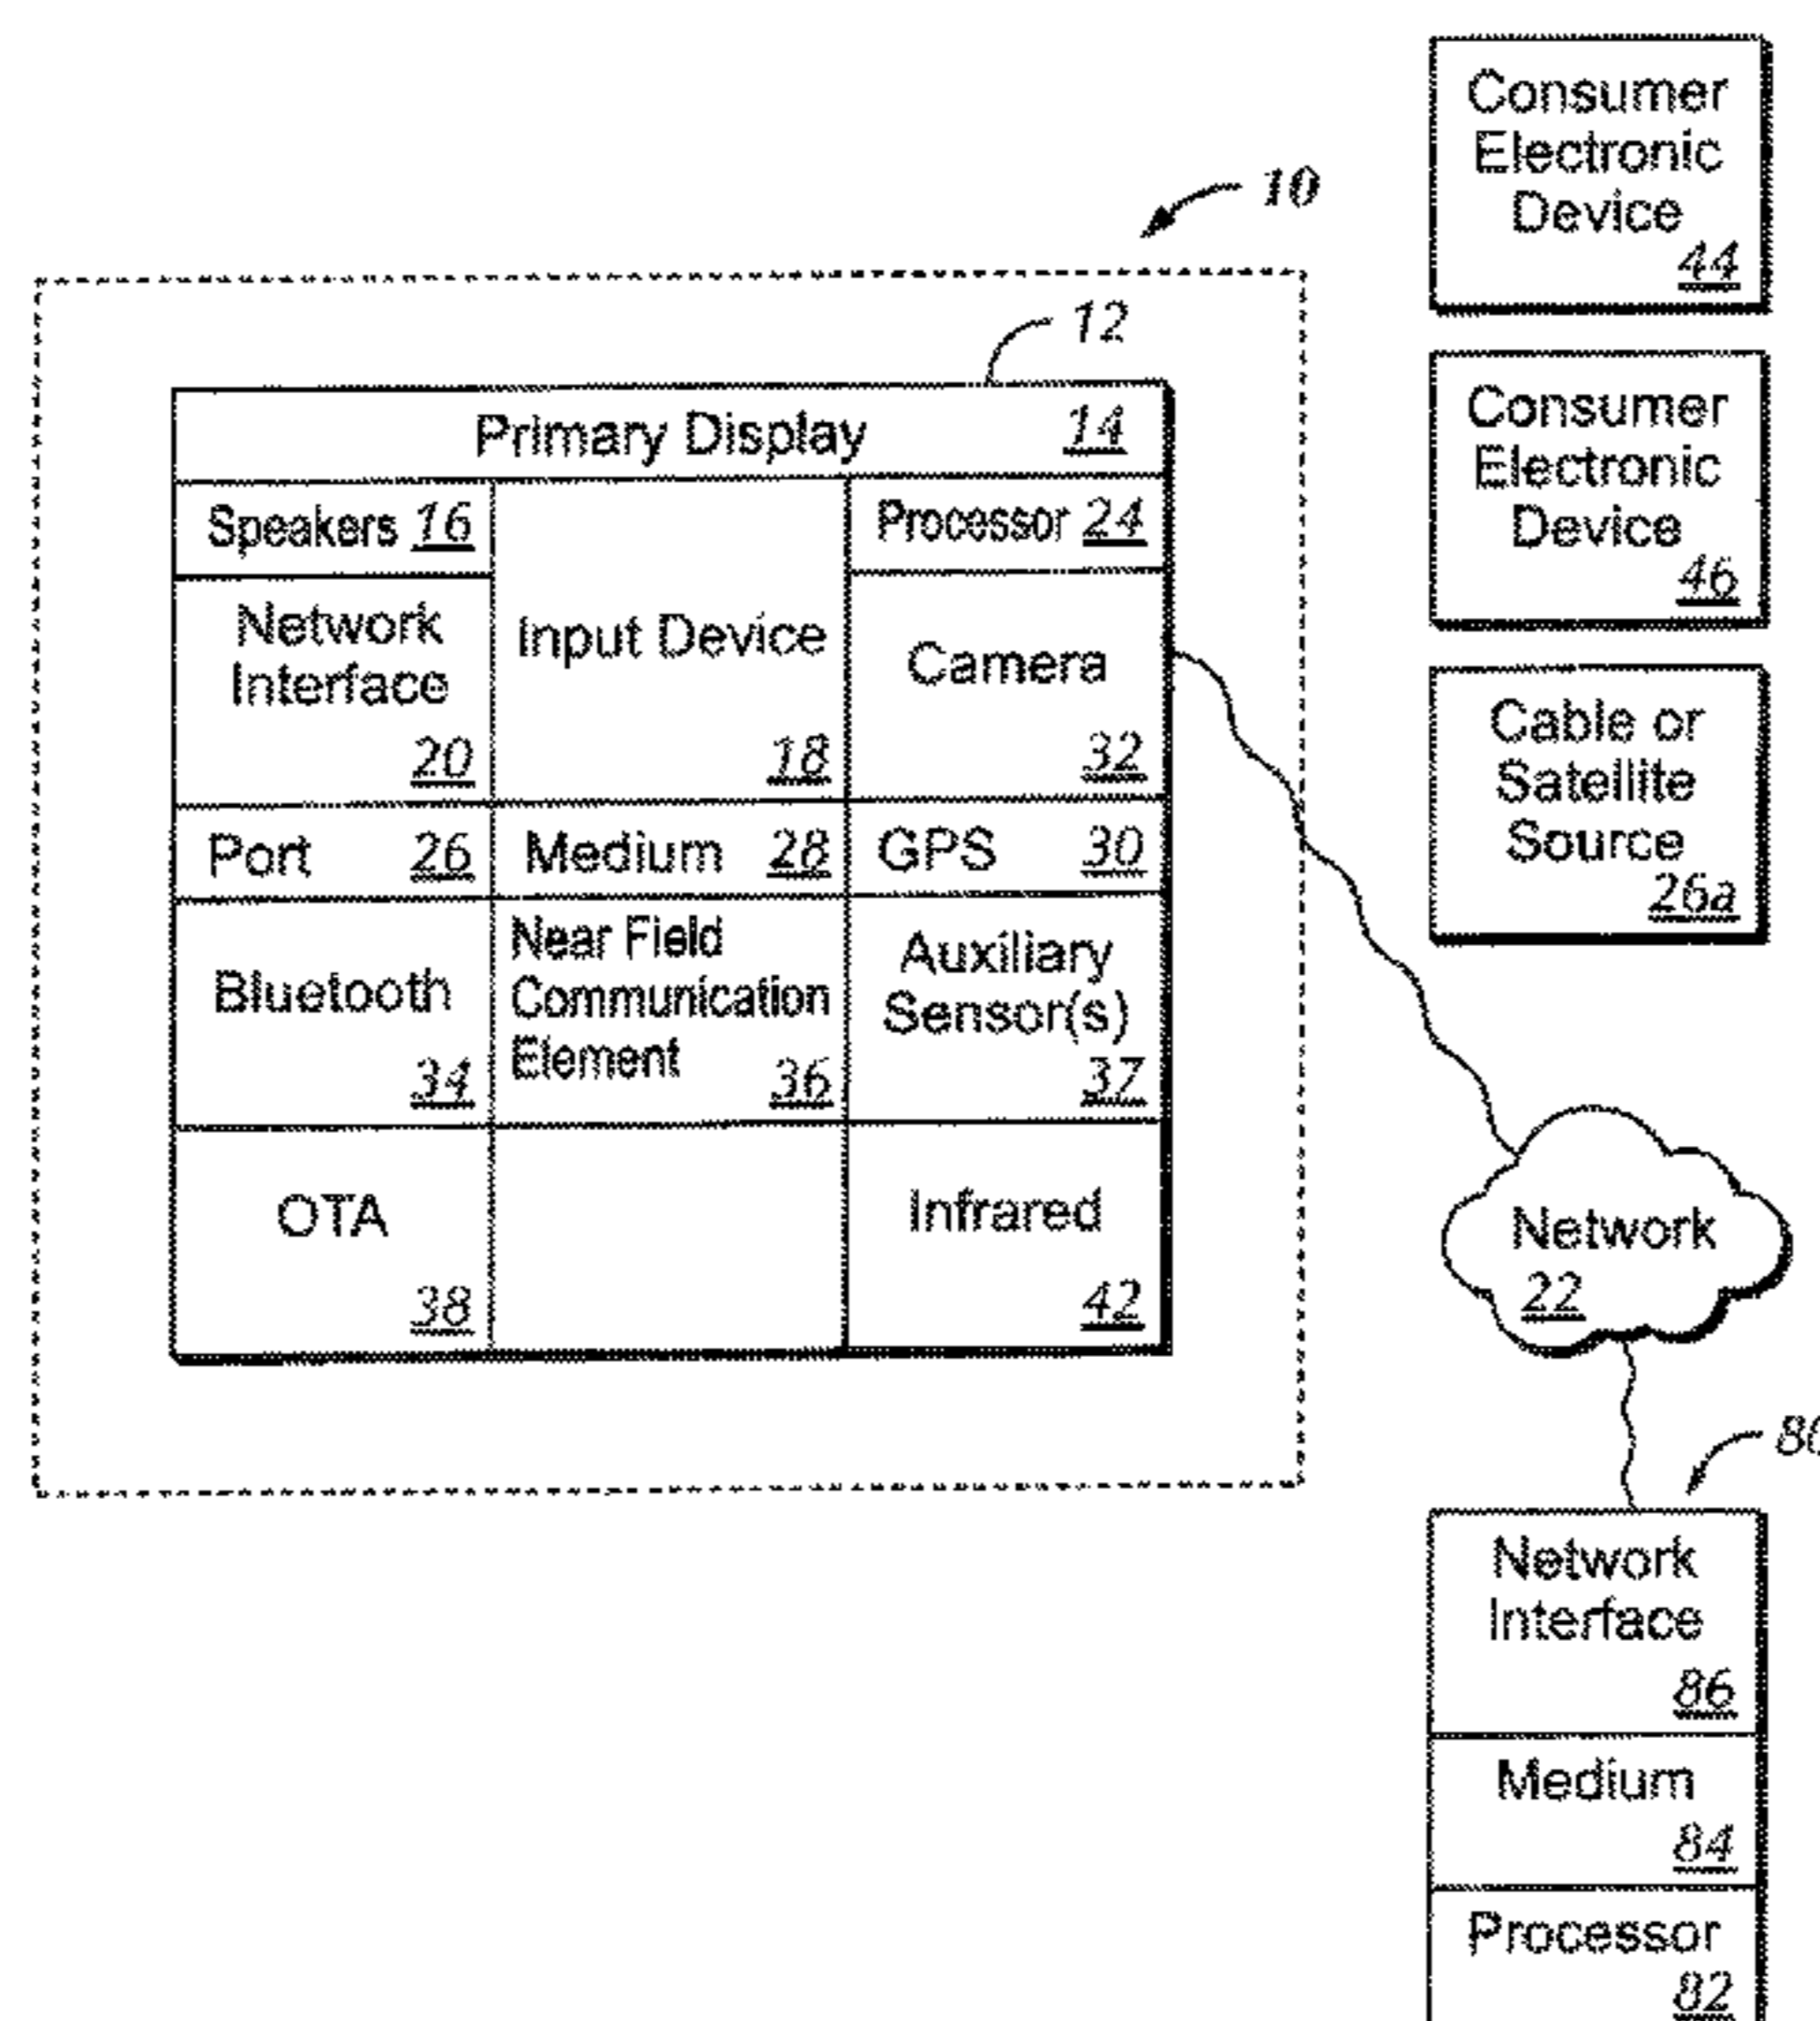 10
12
Primary Display 14
Speakers 16
Network
Interface
20
Input Device
18
Processor 24
Camera
32
Port 26
Medium 28
GPS 30
Bluetooth
34
Near Field
Communication
Element 36
Auxiliary
Sensor(s)
37
OTA
38
Infrared
42
Consumer
Electronic
Device
44
Consumer
Electronic
Device
46
Cable or
Satellite
Source
26a
Network
22
80
Network
Interface
86
Medium
84
Processor
82